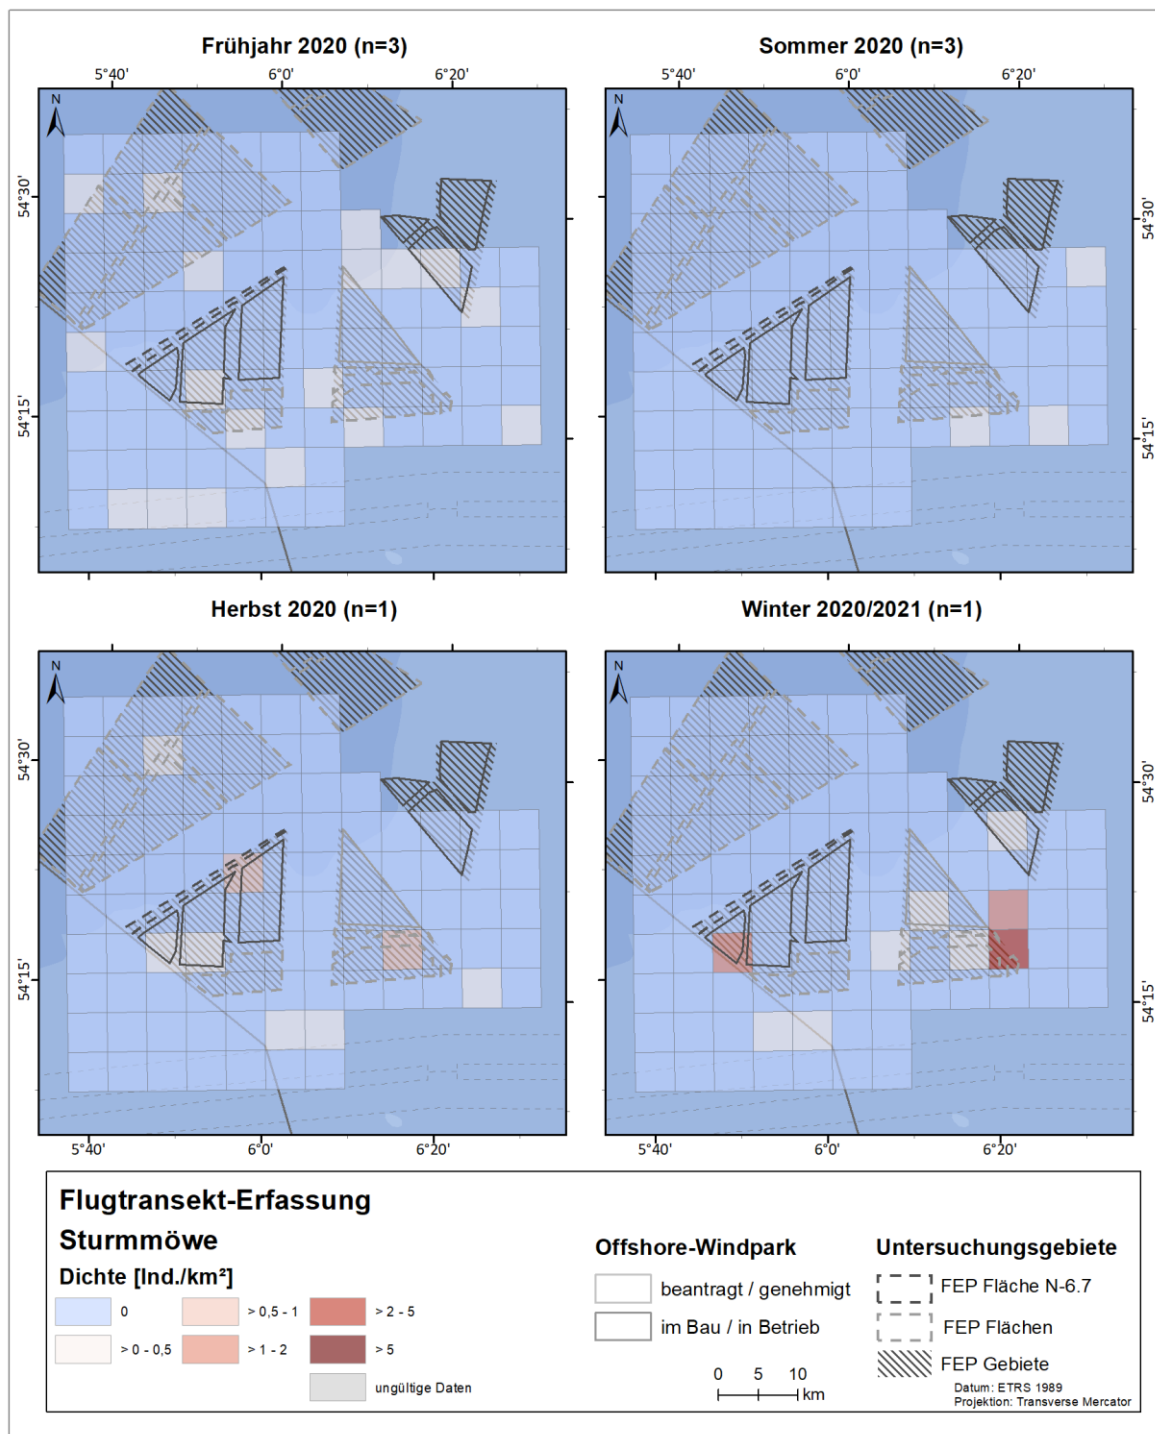 Frühjahr 2020 (n=3)
Sommer 2020 (n=3)
5°40' 6°0' 6°20'
5°40' 6°0' 6°20'
N
N
54°30'
54°30'
54°15'
54°15'
Herbst 2020 (n=1)
Winter 2020/2021 (n=1)
N
N
54°30'
54°30'
54°15'
54°15'
5°40' 6°0' 6°20'
5°40' 6°0' 6°20'
Flugtransekt-Erfassung
Sturmmöwe
Dichte [Ind./km²]
0
> 0 - 0,5
> 0,5 - 1
> 1 - 2
> 2 - 5
> 5
ungültige Daten
Offshore-Windpark
beantragt / genehmigt
im Bau / in Betrieb
0 5 10
km
Untersuchungsgebiete
FEP Fläche N-6.7
FEP Flächen
FEP Gebiete
Datum: ETRS 1989
Projektion: Transverse Mercator